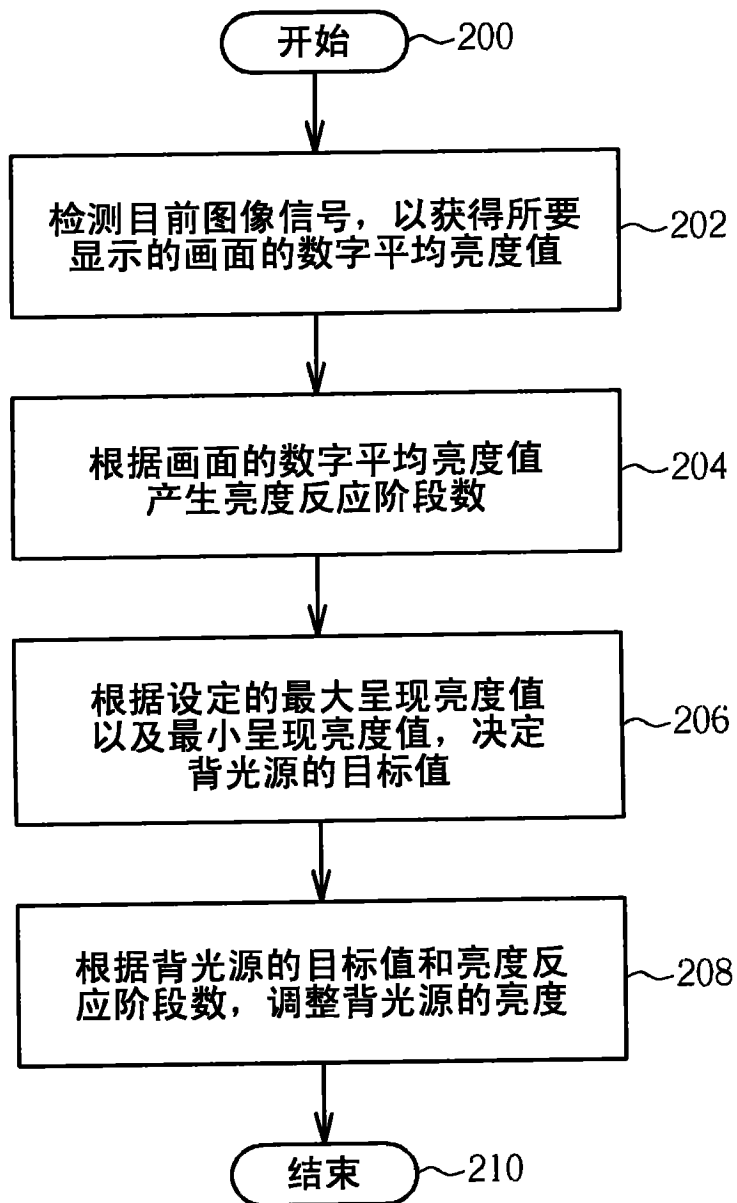 开始
200
检测目前图像信号，以获得所要
显示的画面的数字平均亮度值
202
根据画面的数字平均亮度值
产生亮度反应阶段数
204
根据设定的最大呈现亮度值
以及最小呈现亮度值，决定
背光源的目标值
206
根据背光源的目标值和亮度反
应阶段数，调整背光源的亮度
208
结束
210